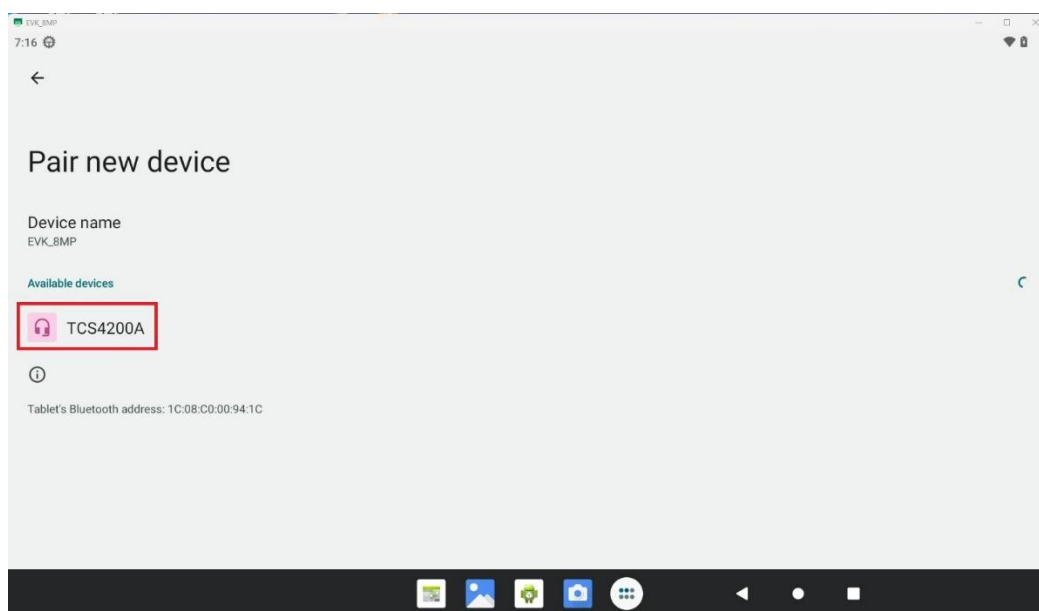 EVK_8MP
7:16
Pair new device
Device name
EVK_8MP
Available devices
TCS4200A
Tablet's Bluetooth address: 1C:08:C0:00:94:1C